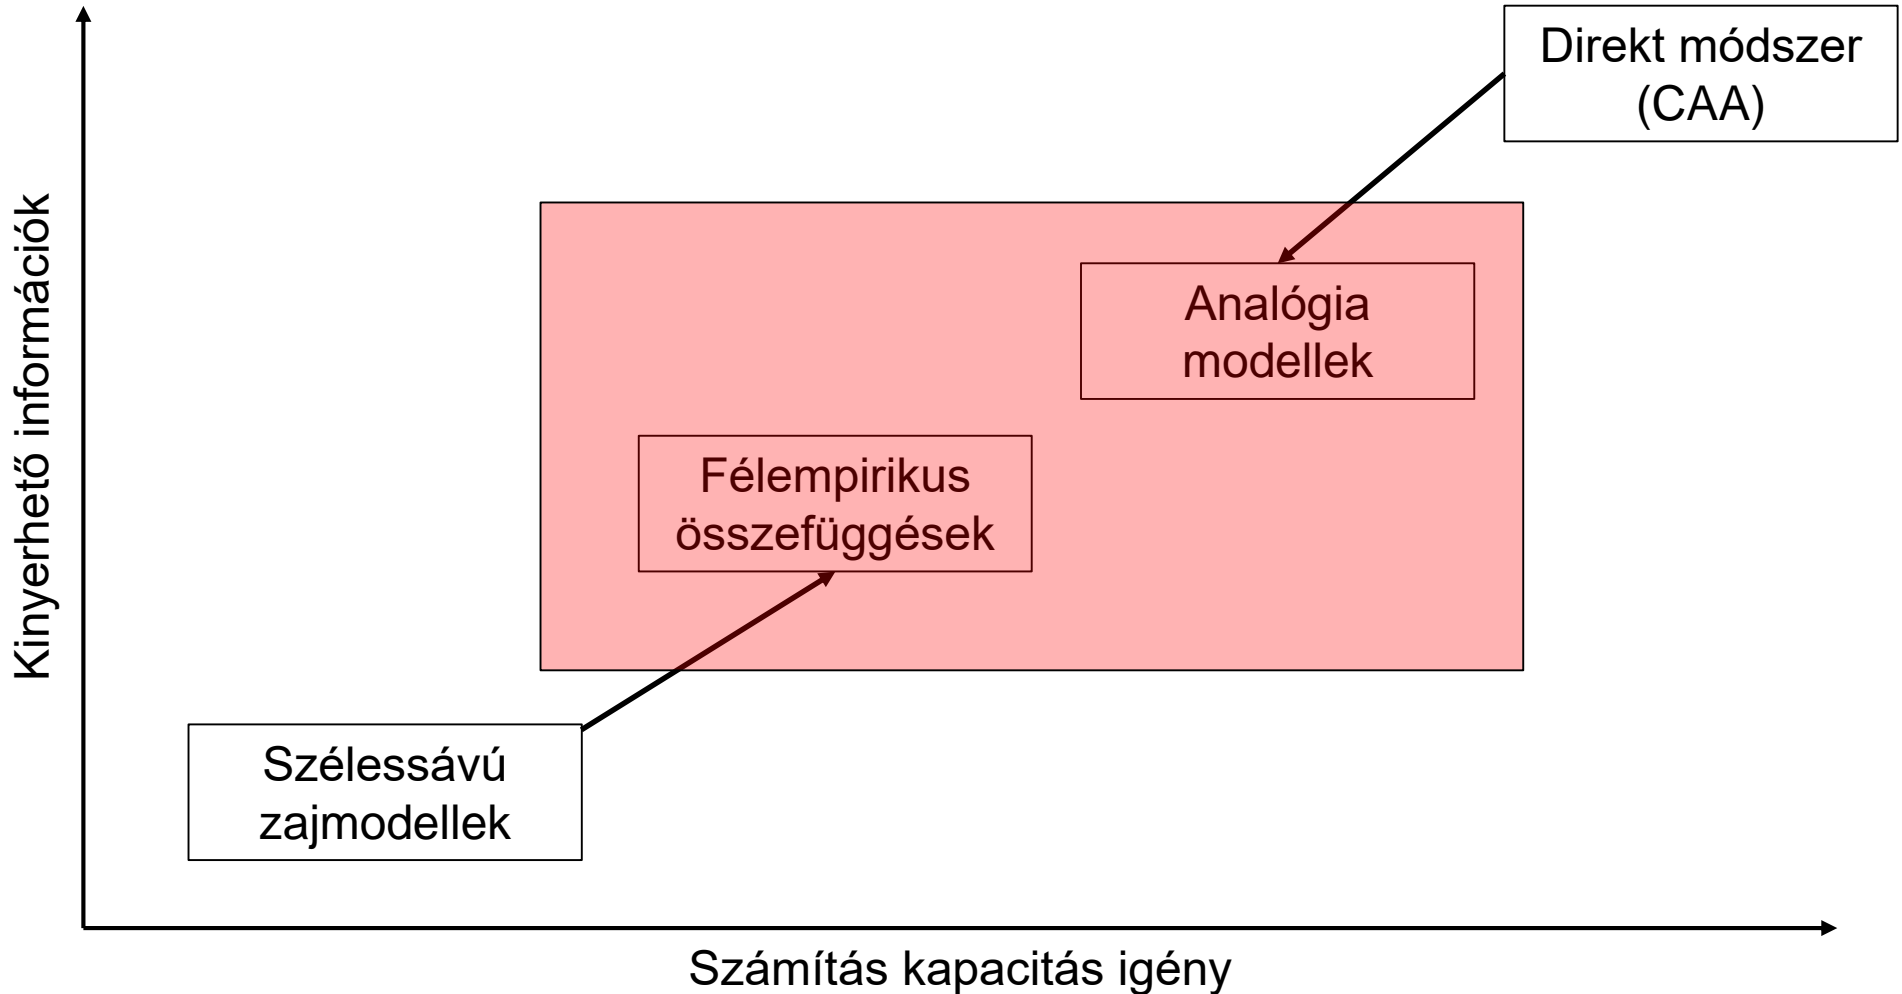 Direkt módszer
(CAA)
Kinyerhető információk
Analógia
modellek
Félempirikus
összefüggések
Szélessávú
zajmodellek
Számítás kapacitás igény